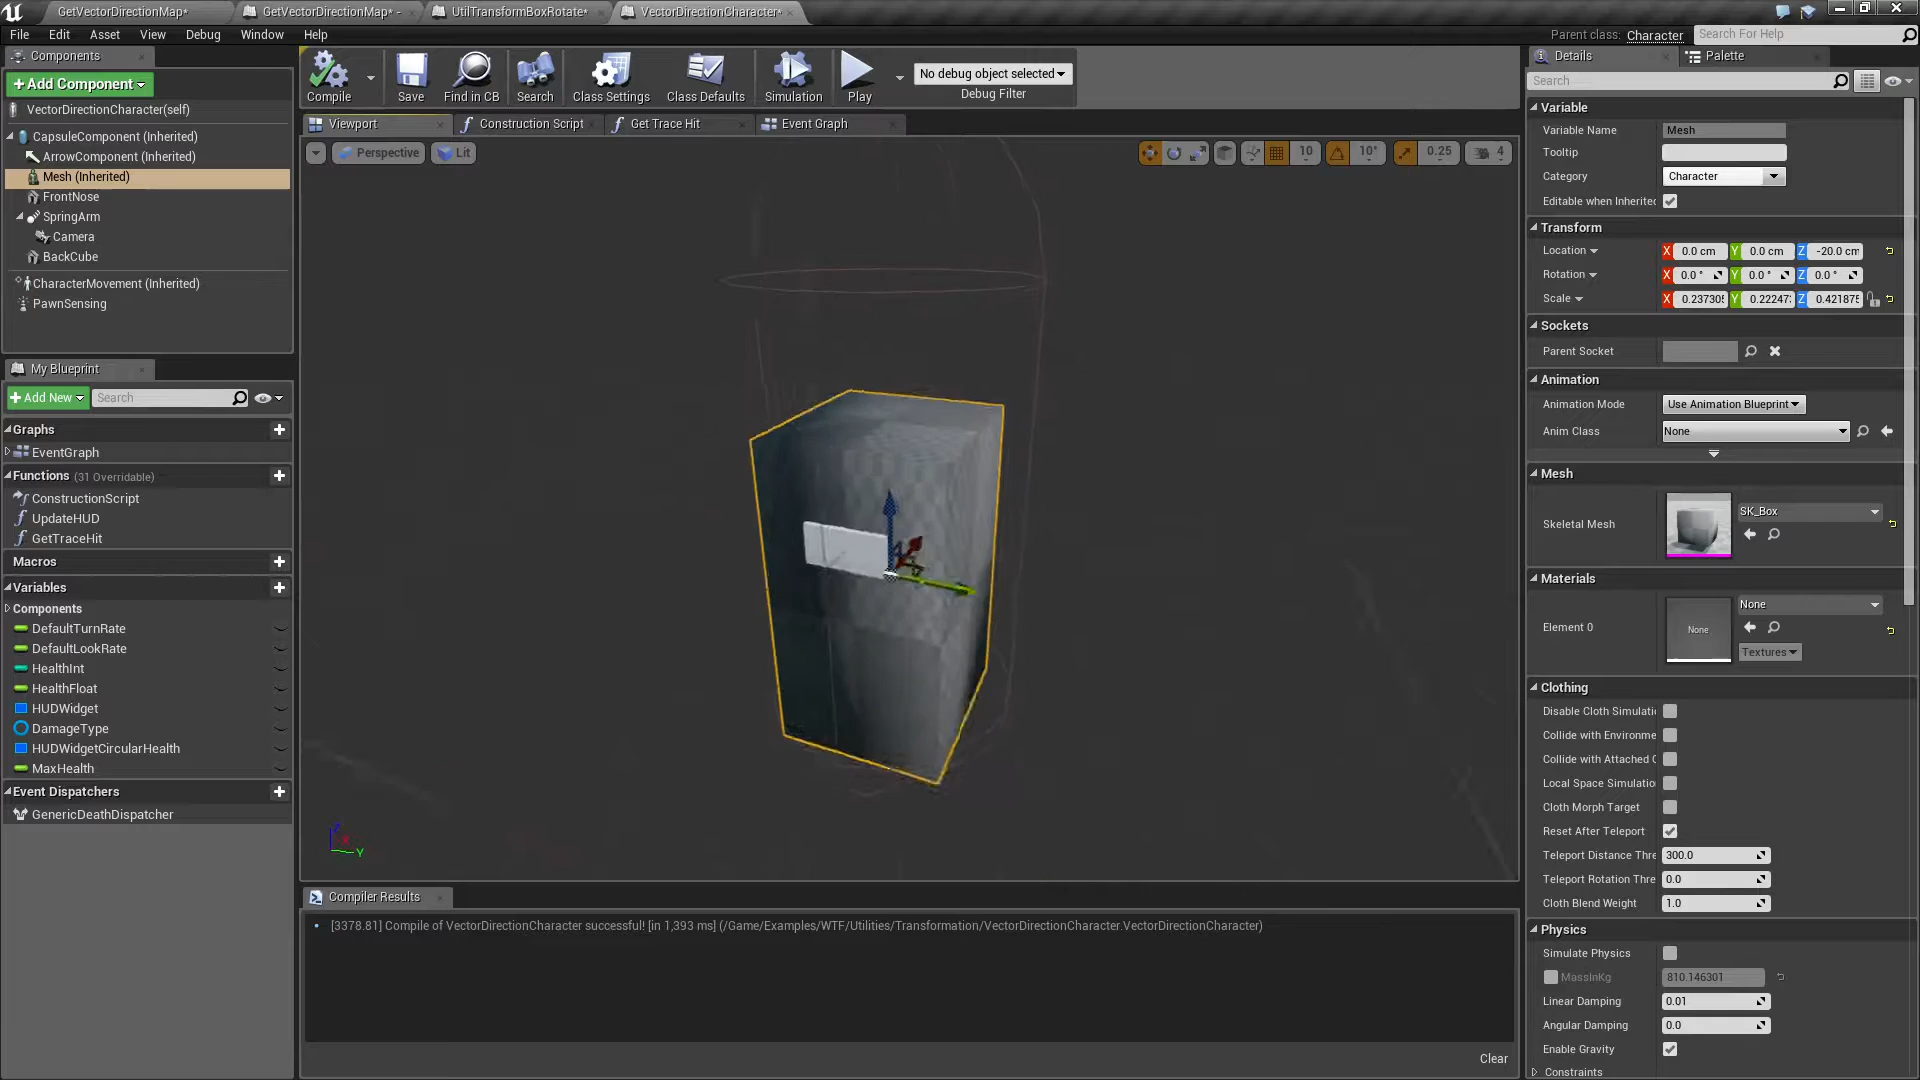 GetVectorDirectionMap*
GetVectorDirectionMap* -
UtilTransformBoxRotate*
VectorDirectionCharacter*
File Edit Asset View Debug Window Help
Parent class: Character
Search For Help
Components
+Add Component
VectorDirectionCharacter(self)
CapsuleComponent (Inherited)
ArrowComponent (Inherited)
Mesh (Inherited)
FrontNose
SpringArm
Camera
BackCube
CharacterMovement (Inherited)
PawnSensing
My Blueprint
+Add New
Search
Graphs
EventGraph
Functions (31 Overridable)
ConstructionScript
UpdateHUD
GetTraceHit
Macros
Variables
Components
DefaultTurnRate
DefaultLookRate
HealthInt
HealthFloat
HUDWidget
DamageType
HUDWidgetCircularHealth
MaxHealth
Event Dispatchers
GenericDeathDispatcher
Compile
Save
Find in CB
Search
Class Settings
Class Defaults
Simulation
Play
No debug object selected
Debug Filter
Viewport
Construction Script
Get Trace Hit
Event Graph
Perspective
Lit
10
10°
0.25
4
Z
X
Y
Compiler Results
[3378.81] Compile of VectorDirectionCharacter successful! [in 1,393 ms] (/Game/Examples/WTF/Utilities/Transformation/VectorDirectionCharacter.VectorDirectionCharacter)
Clear
Details
Palette
Search
Variable
Variable Name Mesh
Tooltip
Category Character
Editable when Inherited
Transform
Location X 0.0 cm Y 0.0 cm Z -20.0 cm
Rotation X 0.0 ° Y 0.0 ° Z 0.0 °
Scale X 0.237305 Y 0.22247 Z 0.421875
Sockets
Parent Socket
Animation
Animation Mode Use Animation Blueprint
Anim Class None
Mesh
Skeletal Mesh
SK_Box
Materials
Element 0
None
None
Textures
Clothing
Disable Cloth Simulati
Collide with Environme
Collide with Attached C
Local Space Simulatio
Cloth Morph Target
Reset After Teleport
Teleport Distance Thre 300.0
Teleport Rotation Thre 0.0
Cloth Blend Weight 1.0
Physics
Simulate Physics
MassInKg 810.146301
Linear Damping 0.01
Angular Damping 0.0
Enable Gravity
Constraints